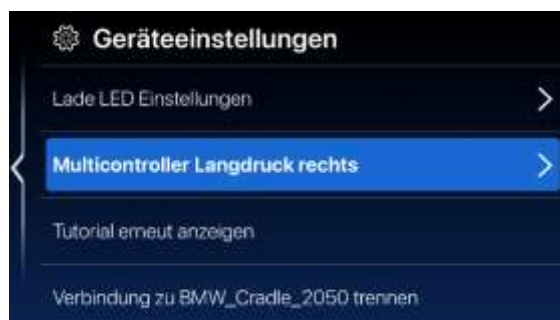 Geräteeinstellungen
Lade LED Einstellungen
Multicontroller Langdruck rechts
Tutorial erneut anzeigen
Verbindung zu BMW_Cradle_2050 trennen